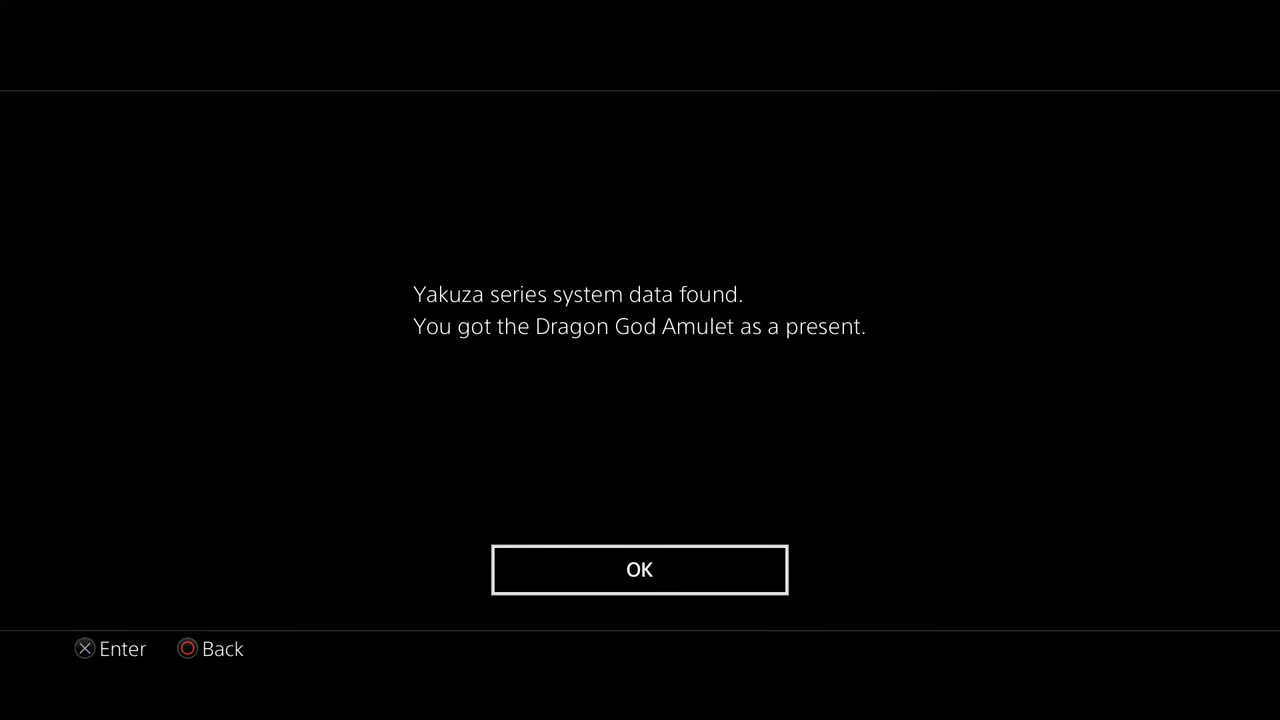 Yakuza series system data found.
You got the Dragon God Amulet as a present.
OK
Enter Back